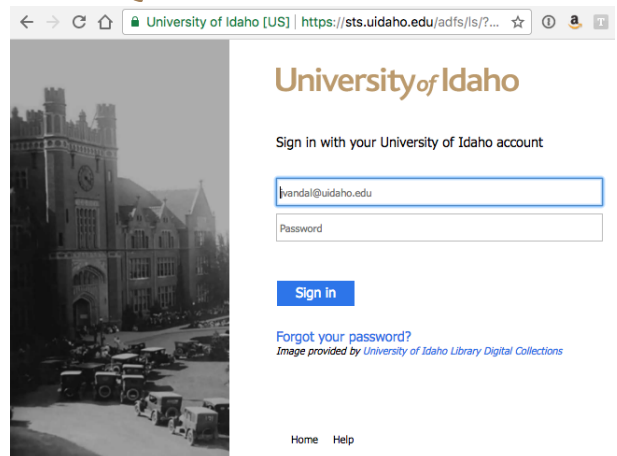 University of Idaho [US] | https://sts.uidaho.edu/adfs/ls/?...
University of Idaho
Sign in with your University of Idaho account
jvandal@uidaho.edu
Password
Sign in
Forgot your password?
Image provided by University of Idaho Library Digital Collections
Home Help